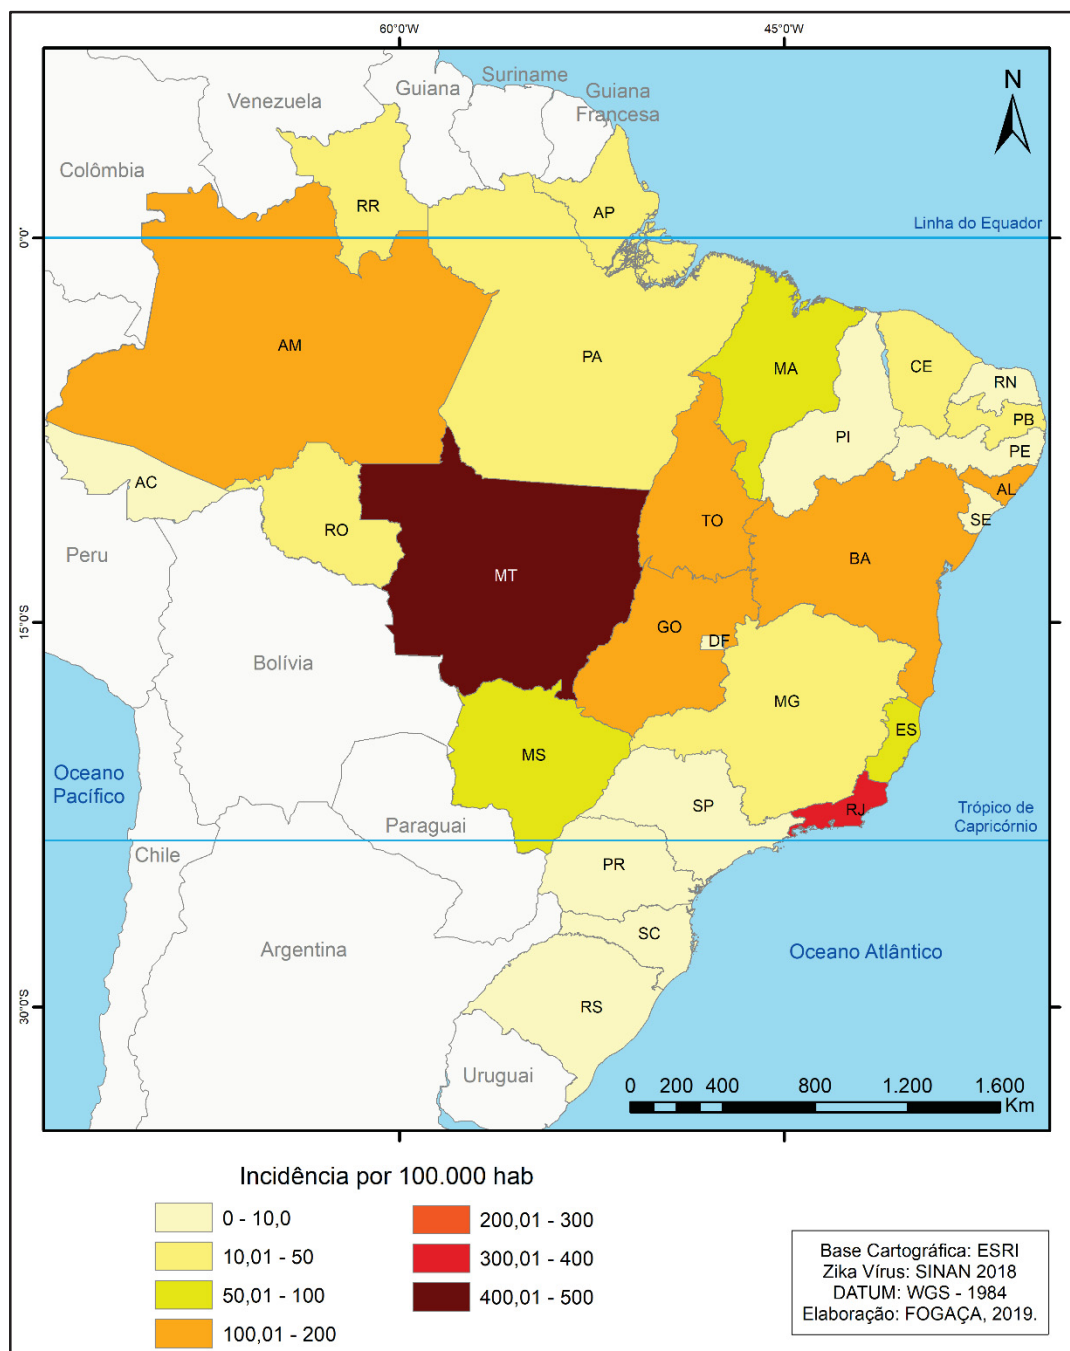 60°0'W
45°0'W
N
Suriname
Guiana
Guiana
Francesa
Venezuela
Colômbia
RR
AP
Linha do Equador
0°0'
AM
PA
MA
CE
RN
PB
PI
PE
AC
AL
SE
TO
RO
BA
Peru
MT
15°0'S
GO
DF
Bolívia
MG
ES
MS
Oceano
Pacífico
SP
RJ
Trópico de
Capricórnio
Paraguai
Chile
PR
SC
Argentina
Oceano Atlântico
RS
30°0'S
Uruguai
0 200 400 800 1.200 1.600
Km
Incidência por 100.000 hab
0 - 10,0
10,01 - 50
50,01 - 100
100,01 - 200
200,01 - 300
300,01 - 400
400,01 - 500
Base Cartográfica: ESRI
Zika Vírus: SINAN 2018
DATUM: WGS - 1984
Elaboração: FOGAÇA, 2019.